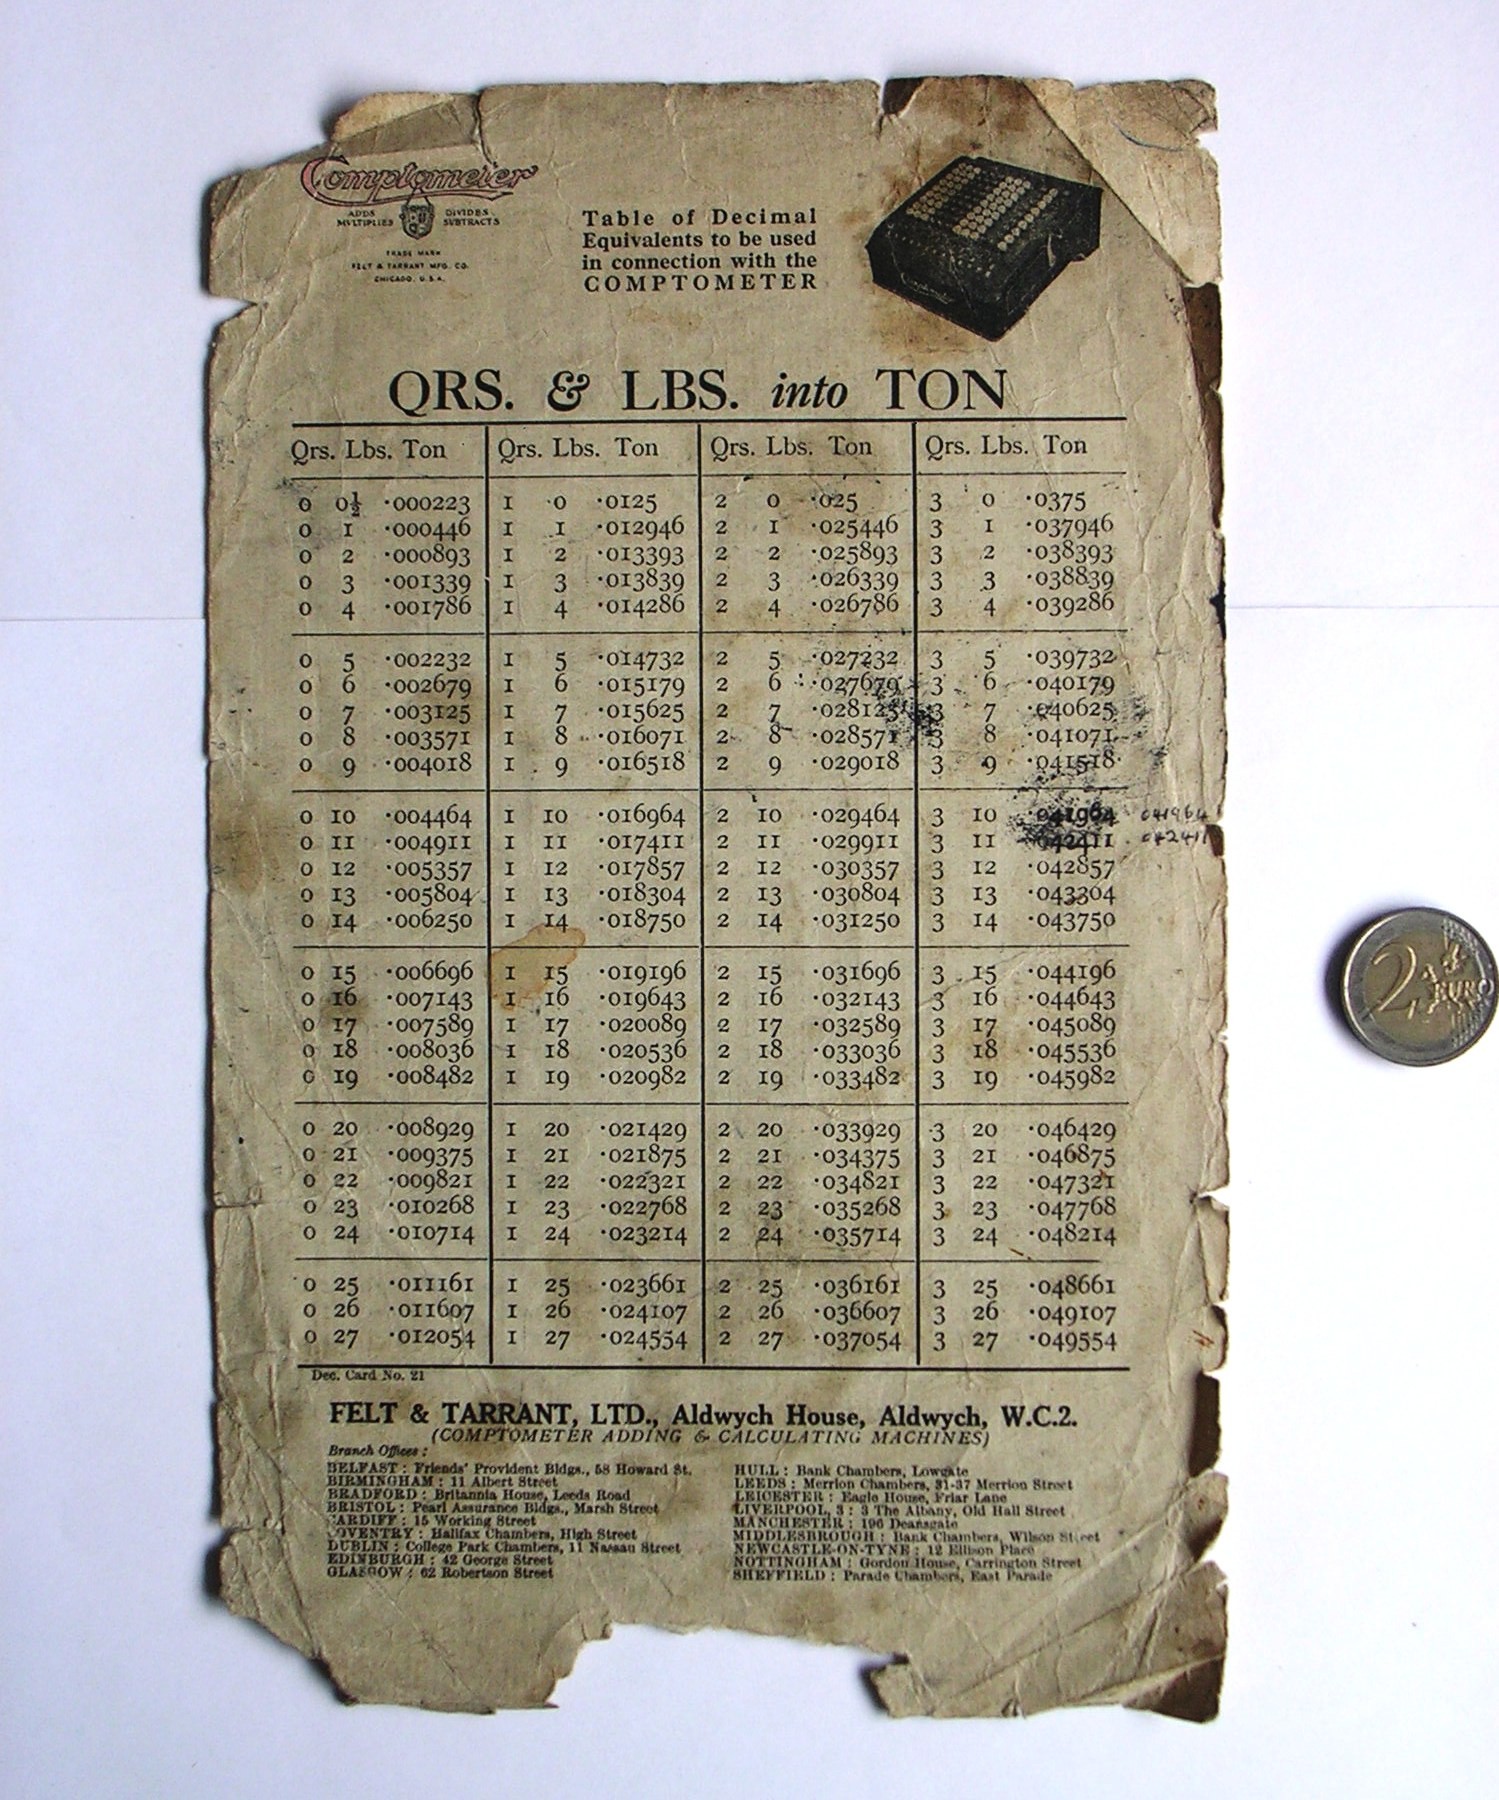 Comptometer
ADDS DIVIDES
MULTIPLIES SUBTRACTS
TRADE MARK
FELT & TARRANT MFG. CO.
CHICAGO, U.S.A.
Table of Decimal
Equivalents to be used
in connection with the
COMPTOMETER
QRS. & LBS. into TON
Qrs. Lbs. Ton Qrs. Lbs. Ton Qrs. Lbs. Ton Qrs. Lbs. Ton
0 0½ ·000223 1 0 ·0125 2 0 ·025 3 0 ·0375
0 1 ·000446 1 1 ·012946 2 1 ·025446 3 1 ·037946
0 2 ·000893 1 2 ·013393 2 2 ·025893 3 2 ·038393
0 3 ·001339 1 3 ·013839 2 3 ·026339 3 3 ·038839
0 4 ·001786 1 4 ·014286 2 4 ·026786 3 4 ·039286
0 5 ·002232 1 5 ·014732 2 5 ·027232 3 5 ·039732
0 6 ·002679 1 6 ·015179 2 6 ·027679 3 6 ·040179
0 7 ·003125 1 7 ·015625 2 7 ·028125 3 7 ·040625
0 8 ·003571 1 8 ·016071 2 8 ·028571 3 8 ·041071
0 9 ·004018 1 9 ·016518 2 9 ·029018 3 9 ·041518
0 10 ·004464 1 10 ·016964 2 10 ·029464 3 10 ·041964 041964
0 11 ·004911 1 11 ·017411 2 11 ·029911 3 11 ·042411 042411
0 12 ·005357 1 12 ·017857 2 12 ·030357 3 12 ·042857
0 13 ·005804 1 13 ·018304 2 13 ·030804 3 13 ·043304
0 14 ·006250 1 14 ·018750 2 14 ·031250 3 14 ·043750
0 15 ·006696 1 15 ·019196 2 15 ·031696 3 15 ·044196
0 16 ·007143 1 16 ·019643 2 16 ·032143 3 16 ·044643
0 17 ·007589 1 17 ·020089 2 17 ·032589 3 17 ·045089
0 18 ·008036 1 18 ·020536 2 18 ·033036 3 18 ·045536
0 19 ·008482 1 19 ·020982 2 19 ·033482 3 19 ·045982
0 20 ·008929 1 20 ·021429 2 20 ·033929 3 20 ·046429
0 21 ·009375 1 21 ·021875 2 21 ·034375 3 21 ·046875
0 22 ·009821 1 22 ·022321 2 22 ·034821 3 22 ·047321
0 23 ·010268 1 23 ·022768 2 23 ·035268 3 23 ·047768
0 24 ·010714 1 24 ·023214 2 24 ·035714 3 24 ·048214
0 25 ·011161 1 25 ·023661 2 25 ·036161 3 25 ·048661
0 26 ·011607 1 26 ·024107 2 26 ·036607 3 26 ·049107
0 27 ·012054 1 27 ·024554 2 27 ·037054 3 27 ·049554
Dec. Card No. 21
FELT & TARRANT, LTD., Aldwych House, Aldwych, W.C.2.
(COMPTOMETER ADDING & CALCULATING MACHINES)
Branch Offices :
BELFAST : Friends' Provident Bldgs., 58 Howard St.
BIRMINGHAM : 11 Albert Street
BRADFORD : Britannia House, Leeds Road
BRISTOL : Pearl Assurance Bldgs., Marsh Street
CARDIFF : 15 Working Street
COVENTRY : Halifax Chambers, High Street
DUBLIN : College Park Chambers, 11 Nassau Street
EDINBURGH : 42 George Street
GLASGOW : 62 Robertson Street
HULL : Bank Chambers, Lowgate
LEEDS : Merrion Chambers, 31-37 Merrion Street
LEICESTER : Eagle House, Friar Lane
LIVERPOOL, 3 : 3 The Albany, Old Hall Street
MANCHESTER : 196 Deansgate
MIDDLESBROUGH : Bank Chambers, Wilson Street
NEWCASTLE-ON-TYNE : 12 Ellison Place
NOTTINGHAM : Gordon House, Carrington Street
SHEFFIELD : Parade Chambers, East Parade
2 EURO